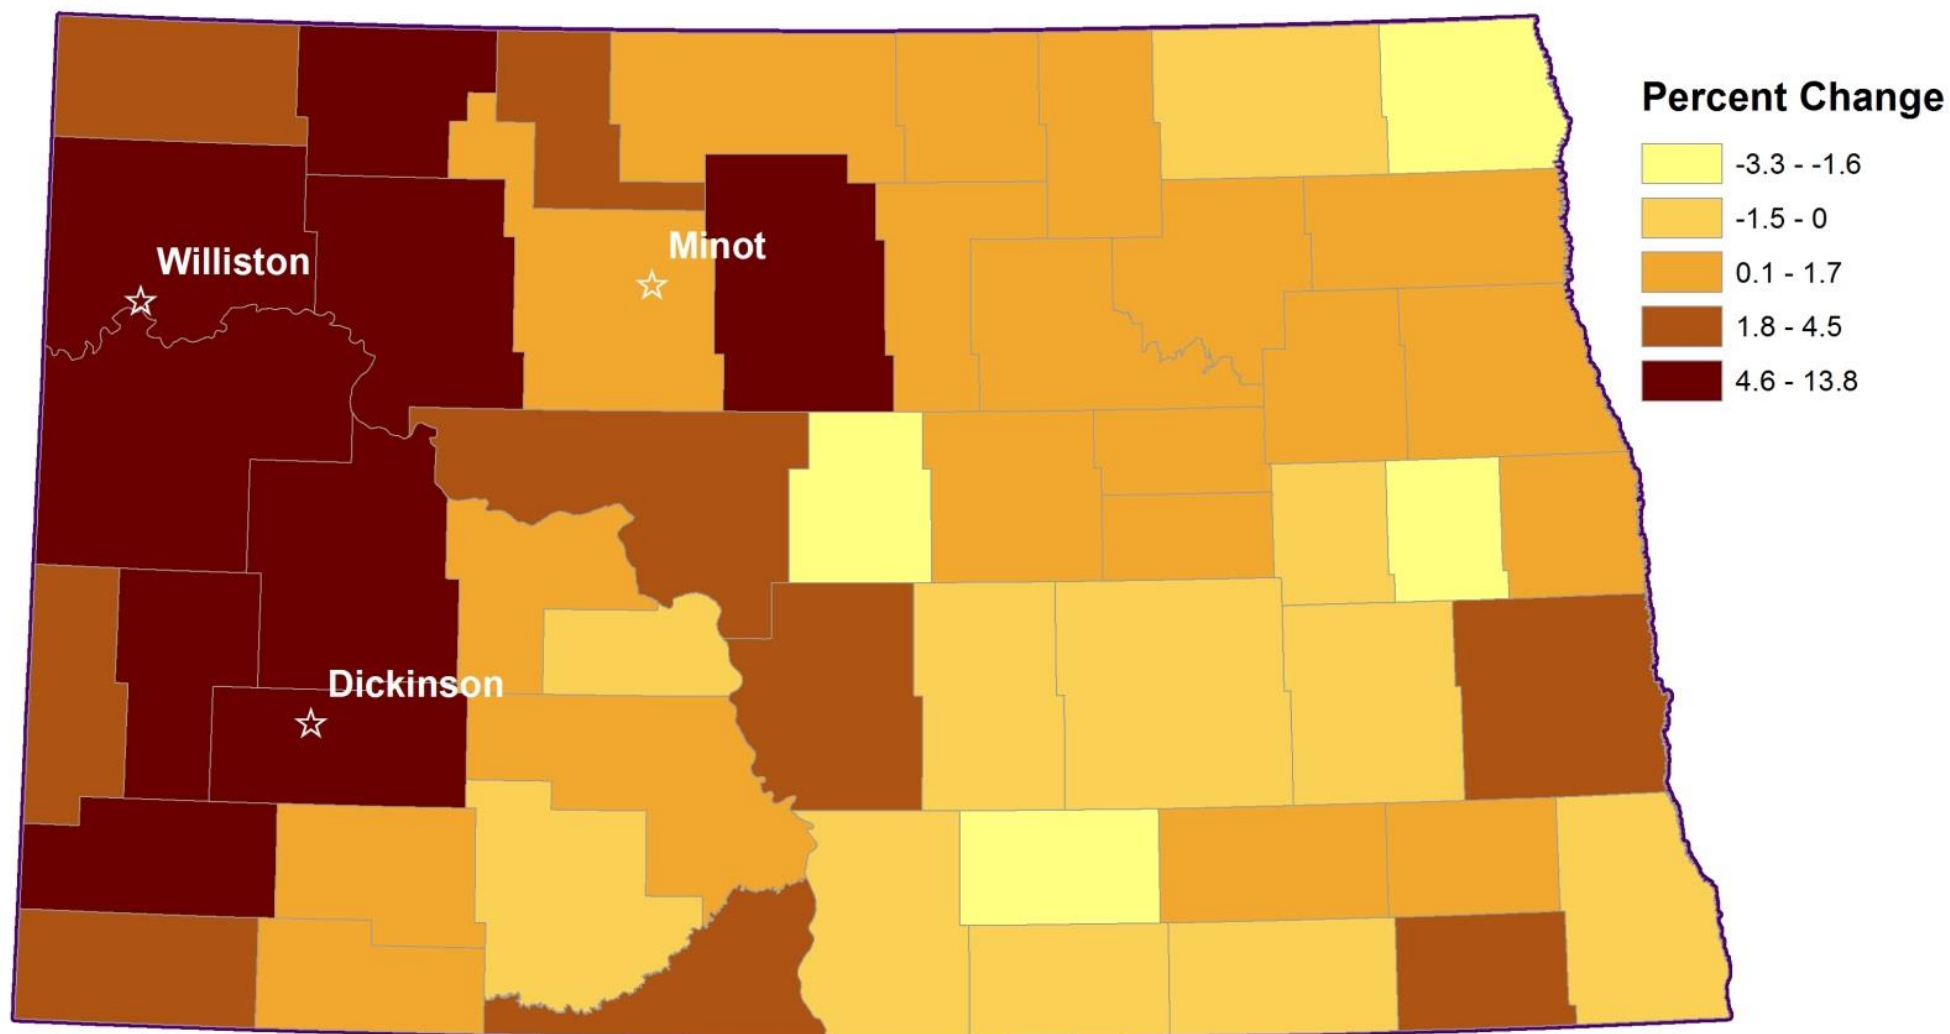 Percent Change
-3.3 - -1.6
-1.5 - 0
0.1 - 1.7
1.8 - 4.5
4.6 - 13.8
Williston
Minot
Dickinson